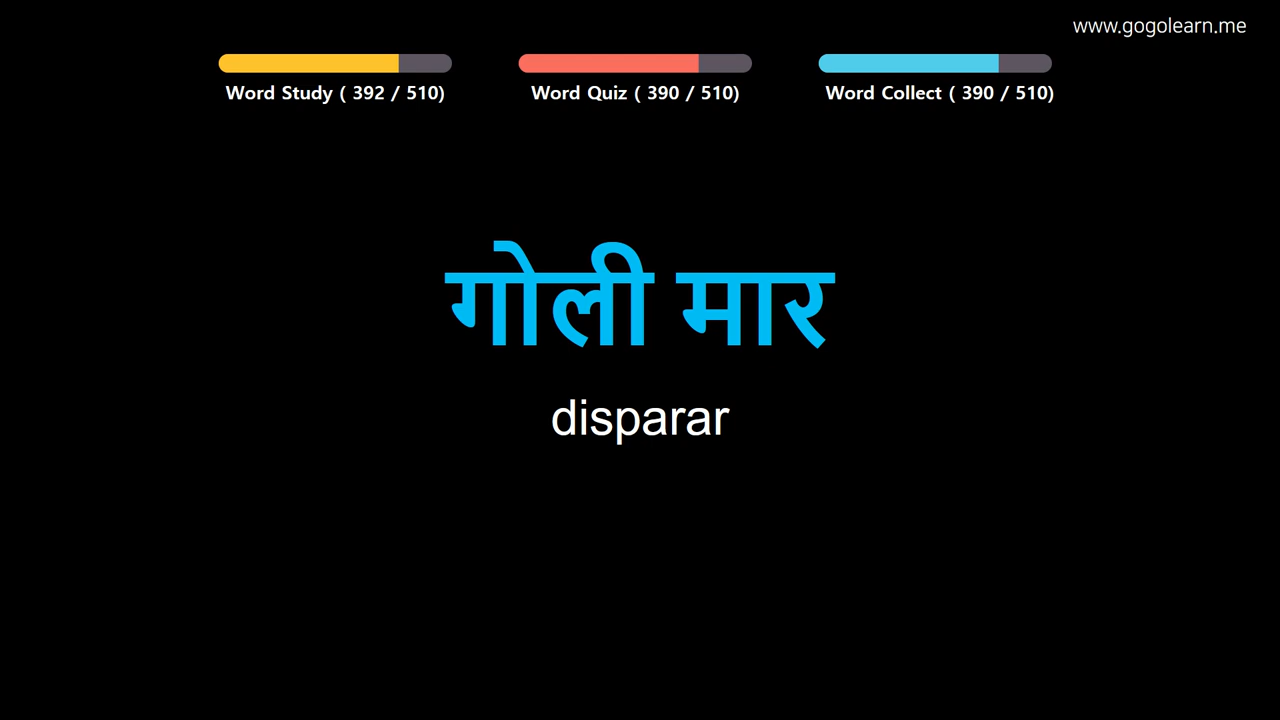 www.gogolearn.me
Word Study ( 392 / 510)
Word Quiz ( 390 / 510)
Word Collect ( 390 / 510)
गोली मार
disparar